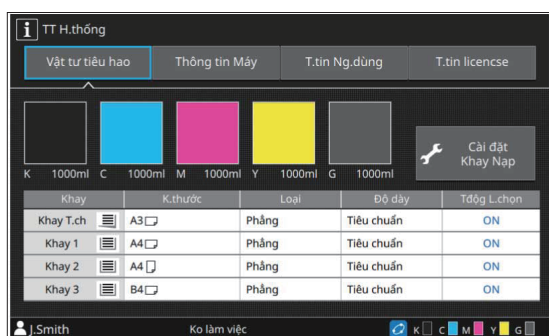 TT H.thống
Vật tư tiêu hao Thông tin Máy T.tin Ng.dùng T.tin licencse
K 1000ml C 1000ml M 1000ml Y 1000ml G 1000ml
Cài đặt
Khay Nạp
Khay K.thước Loại Độ dày Tđộg L.chọn
Khay T.ch A3 Phẳng Tiêu chuẩn ON
Khay 1 A4 Phẳng Tiêu chuẩn ON
Khay 2 A4 Phẳng Tiêu chuẩn ON
Khay 3 B4 Phẳng Tiêu chuẩn ON
J.Smith Ko làm việc K C M Y G